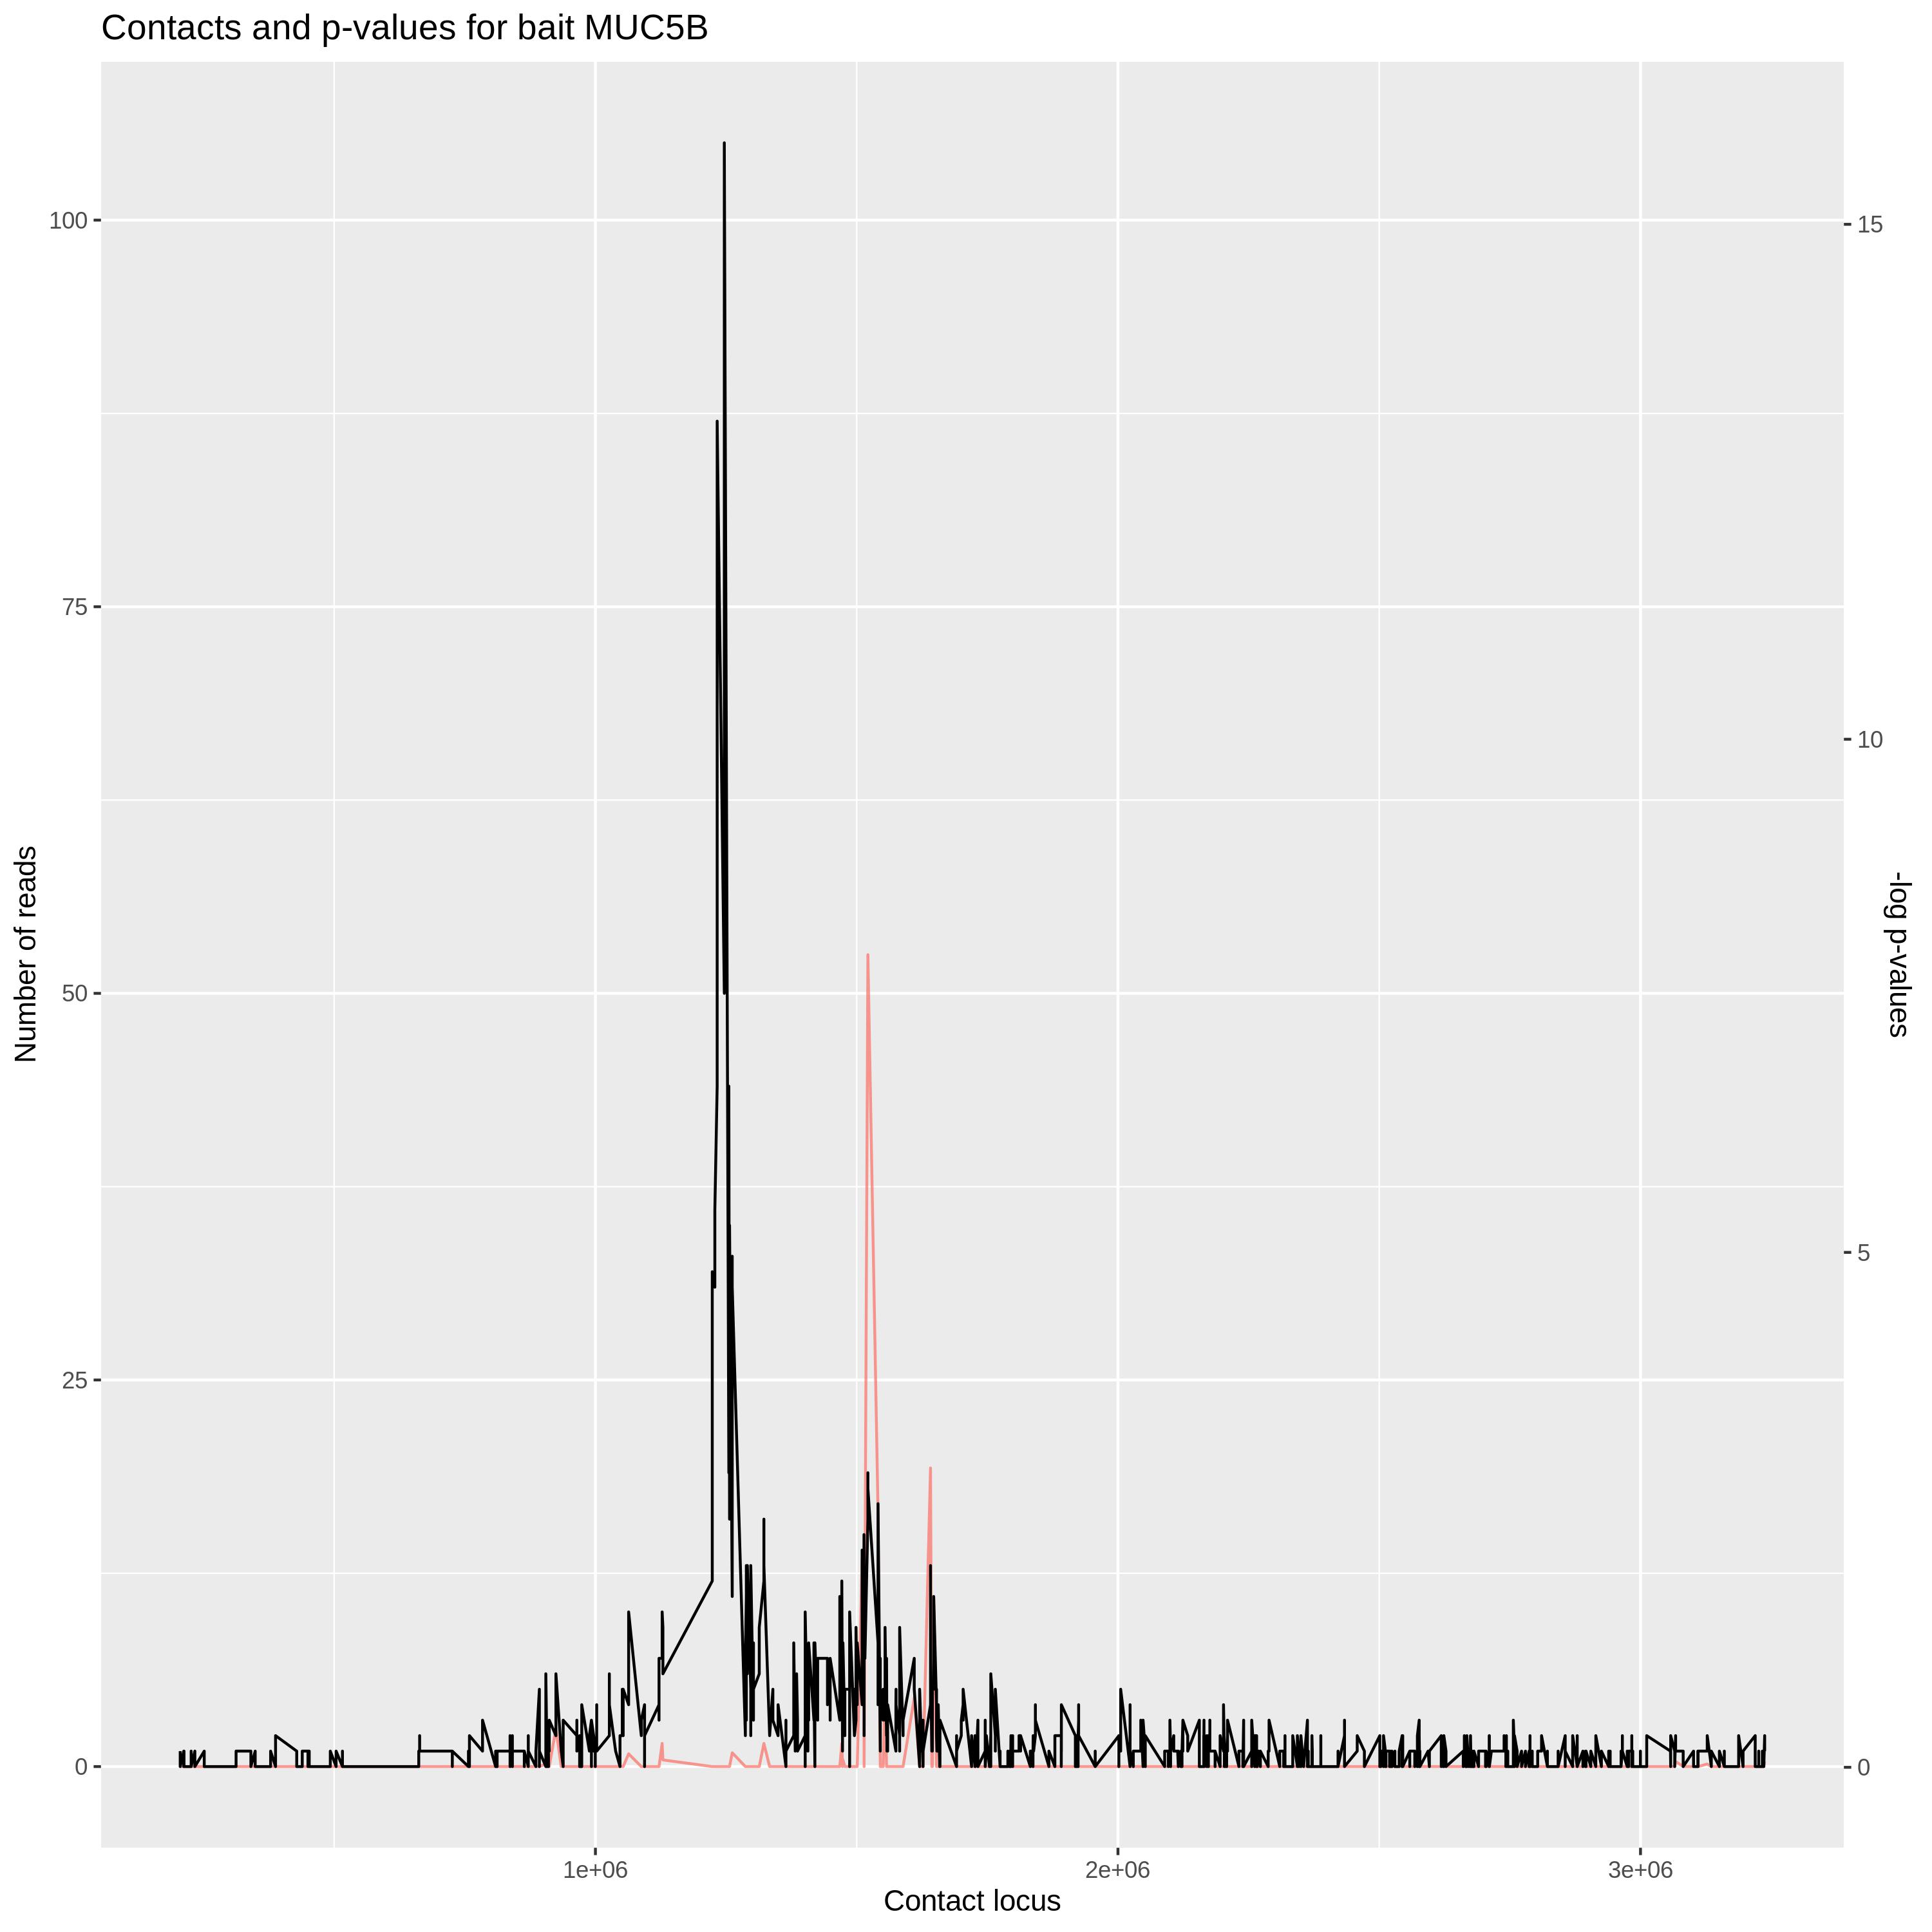 Contacts and p-values for bait MUC5B
100
75
50
25
0
Number of reads
15
10
5
0
-log p-values
1e+06
2e+06
3e+06
Contact locus